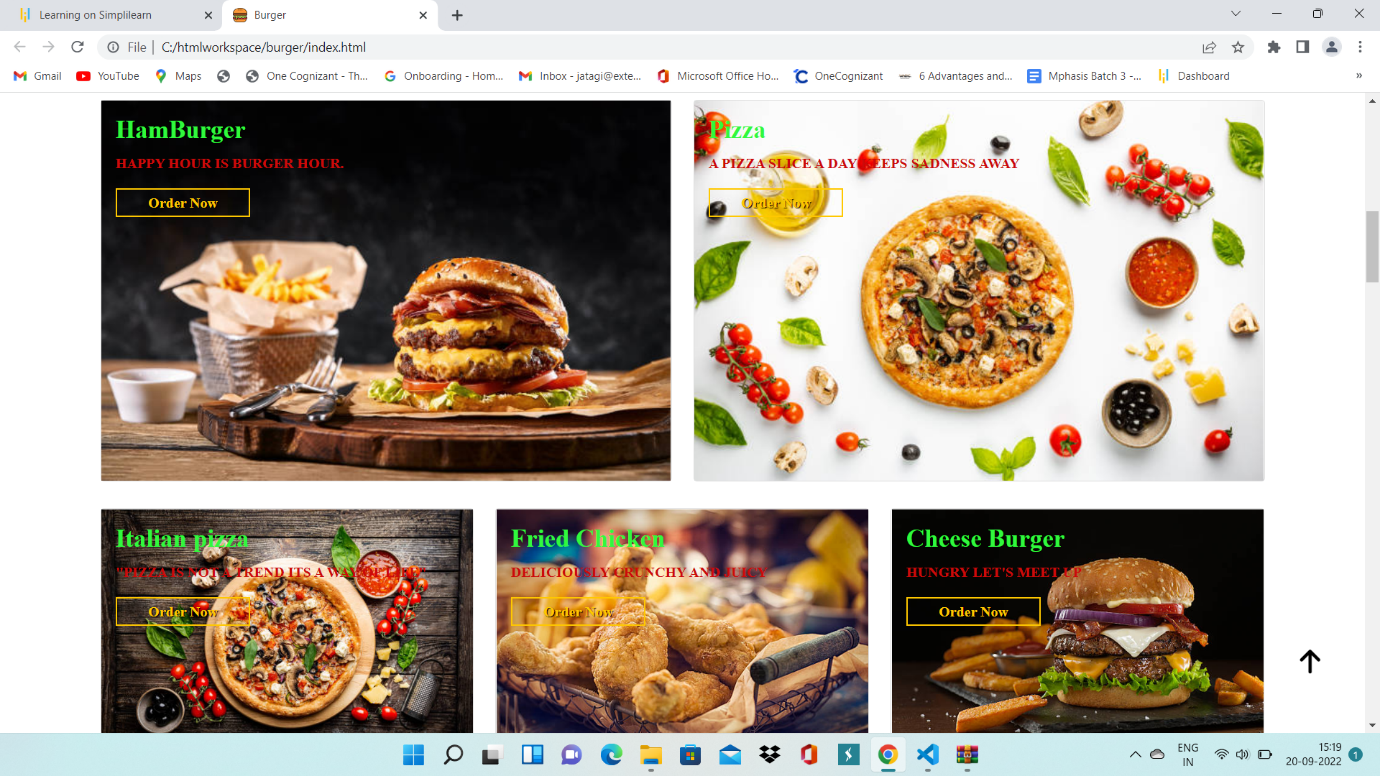 Learning on Simplilearn
Burger
File | C:/htmlworkspace/burger/index.html
Gmail
YouTube
Maps
One Cognizant - Th...
Onboarding - Hom...
Inbox - jatagi@exte...
Microsoft Office Ho...
OneCognizant
6 Advantages and...
Mphasis Batch 3 -...
Dashboard
»
HamBurger
HAPPY HOUR IS BURGER HOUR.
Order Now
Pizza
A PIZZA SLICE A DAY KEEPS SADNESS AWAY
Order Now
Italian pizza
"PIZZA IS NOT A TREND ITS A WAY OF LIFE"
Order Now
Fried Chicken
DELICIOUSLY CRUNCHY AND JUICY
Order Now
Cheese Burger
HUNGRY LET'S MEET UP
Order Now
ENG
IN
15:19
20-09-2022
1